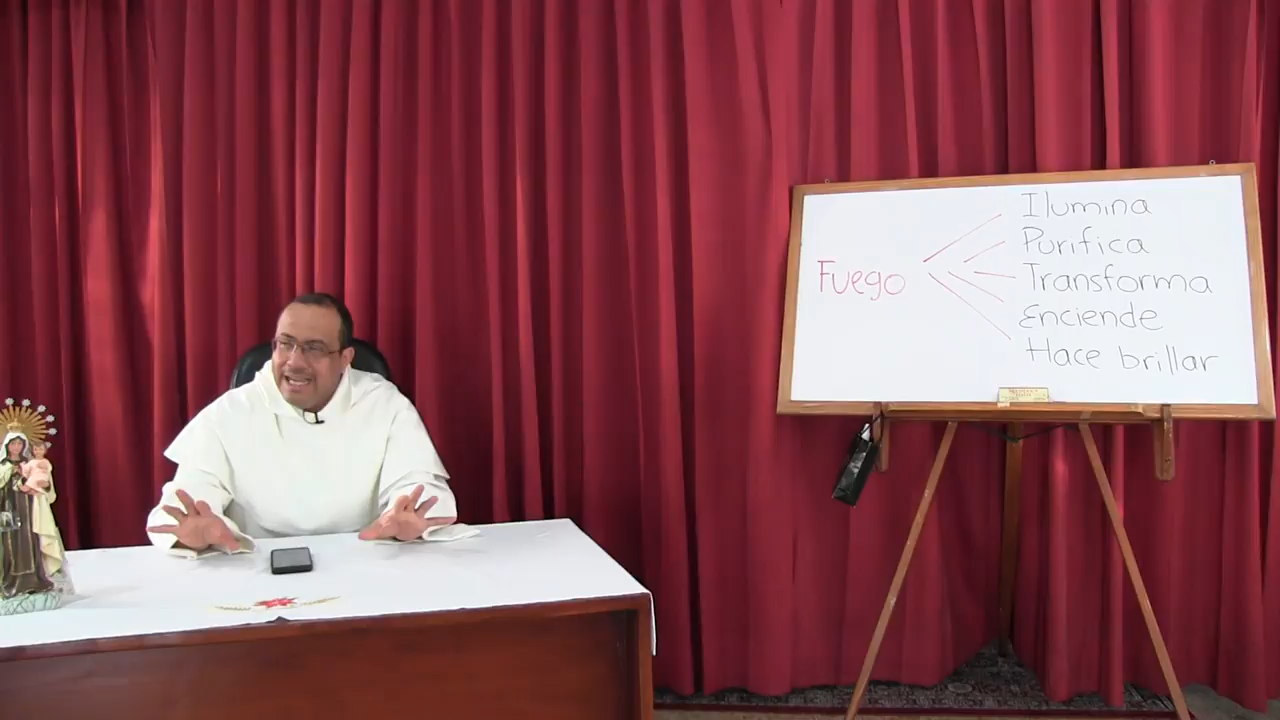 Fuego
Ilumina
Purifica
Transforma
Enciende
Hace brillar